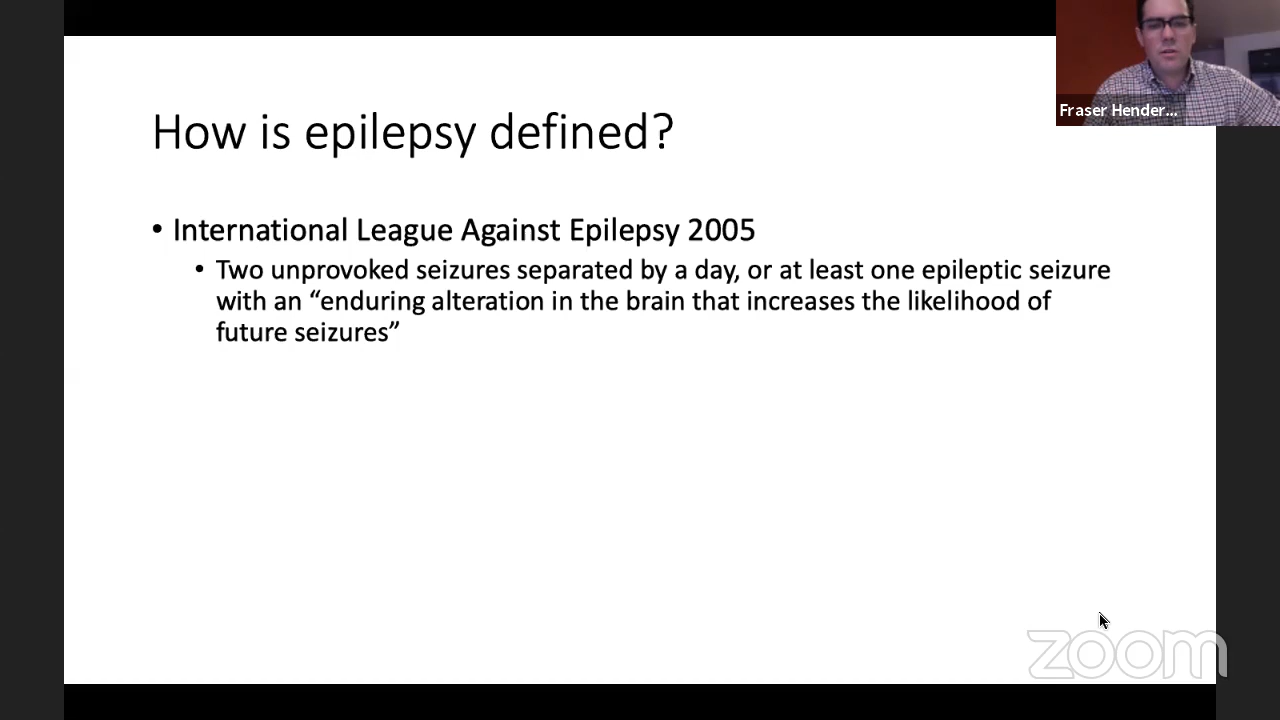 Fraser Hender...
How is epilepsy defined?
• International League Against Epilepsy 2005
• Two unprovoked seizures separated by a day, or at least one epileptic seizure
with an “enduring alteration in the brain that increases the likelihood of
future seizures”
zoom